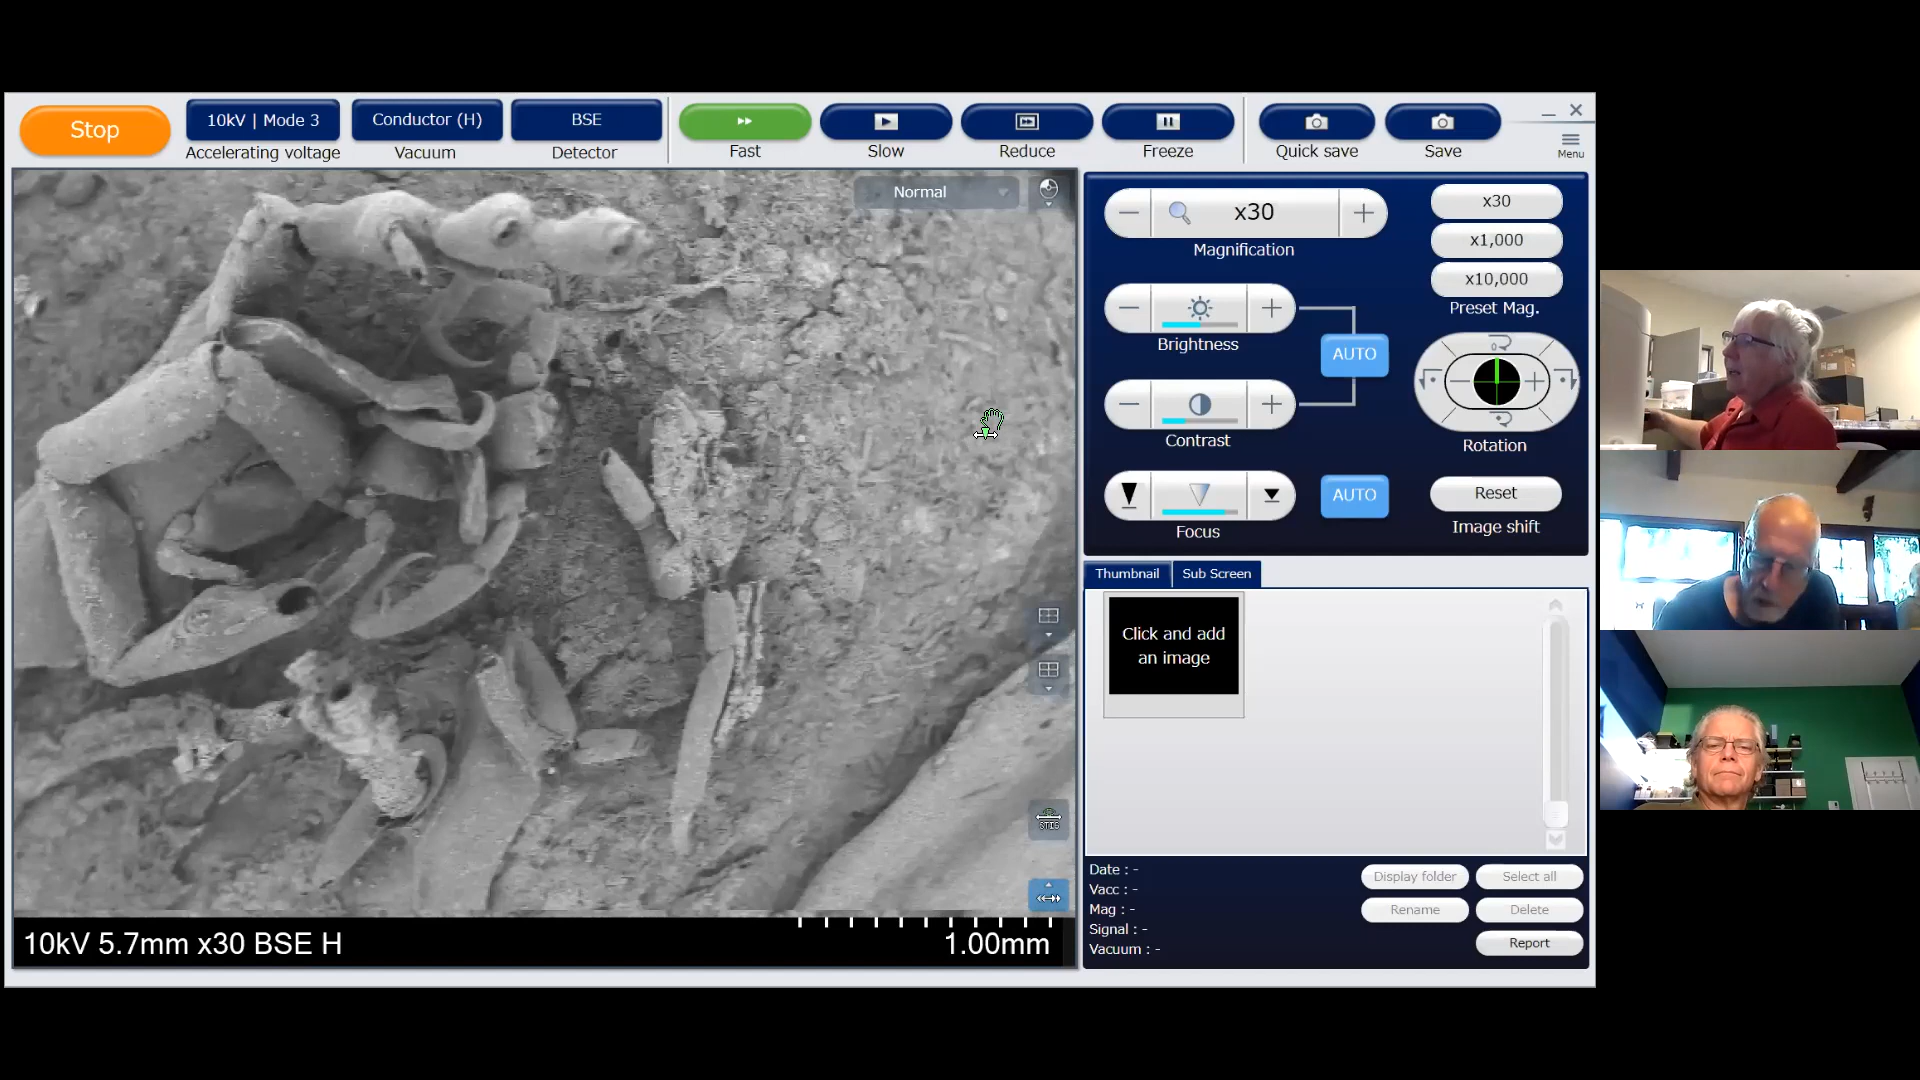 Stop
10kV | Mode 3
Accelerating voltage
Conductor (H)
Vacuum
BSE
Detector
Fast
Slow
Reduce
Freeze
Quick save
Save
Menu
Normal
x30
Magnification
x30
x1,000
x10,000
Preset Mag.
Brightness
AUTO
Contrast
Rotation
AUTO
Focus
Reset
Image shift
Thumbnail
Sub Screen
Click and add
an image
STIG
Date : -
Vacc : -
Mag : -
Signal : -
Vacuum : -
Display folder
Select all
Rename
Delete
Report
10kV 5.7mm x30 BSE H
1.00mm